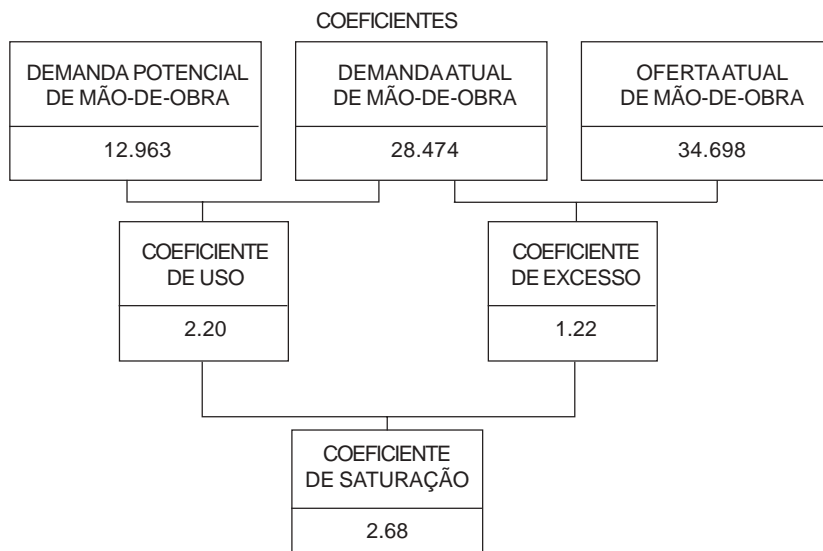 COEFICIENTES
DEMANDA POTENCIAL
DE MÃO-DE-OBRA
12.963
DEMANDA ATUAL
DE MÃO-DE-OBRA
28.474
OFERTA ATUAL
DE MÃO-DE-OBRA
34.698
COEFICIENTE
DE USO
2.20
COEFICIENTE
DE EXCESSO
1.22
COEFICIENTE
DE SATURAÇÃO
2.68